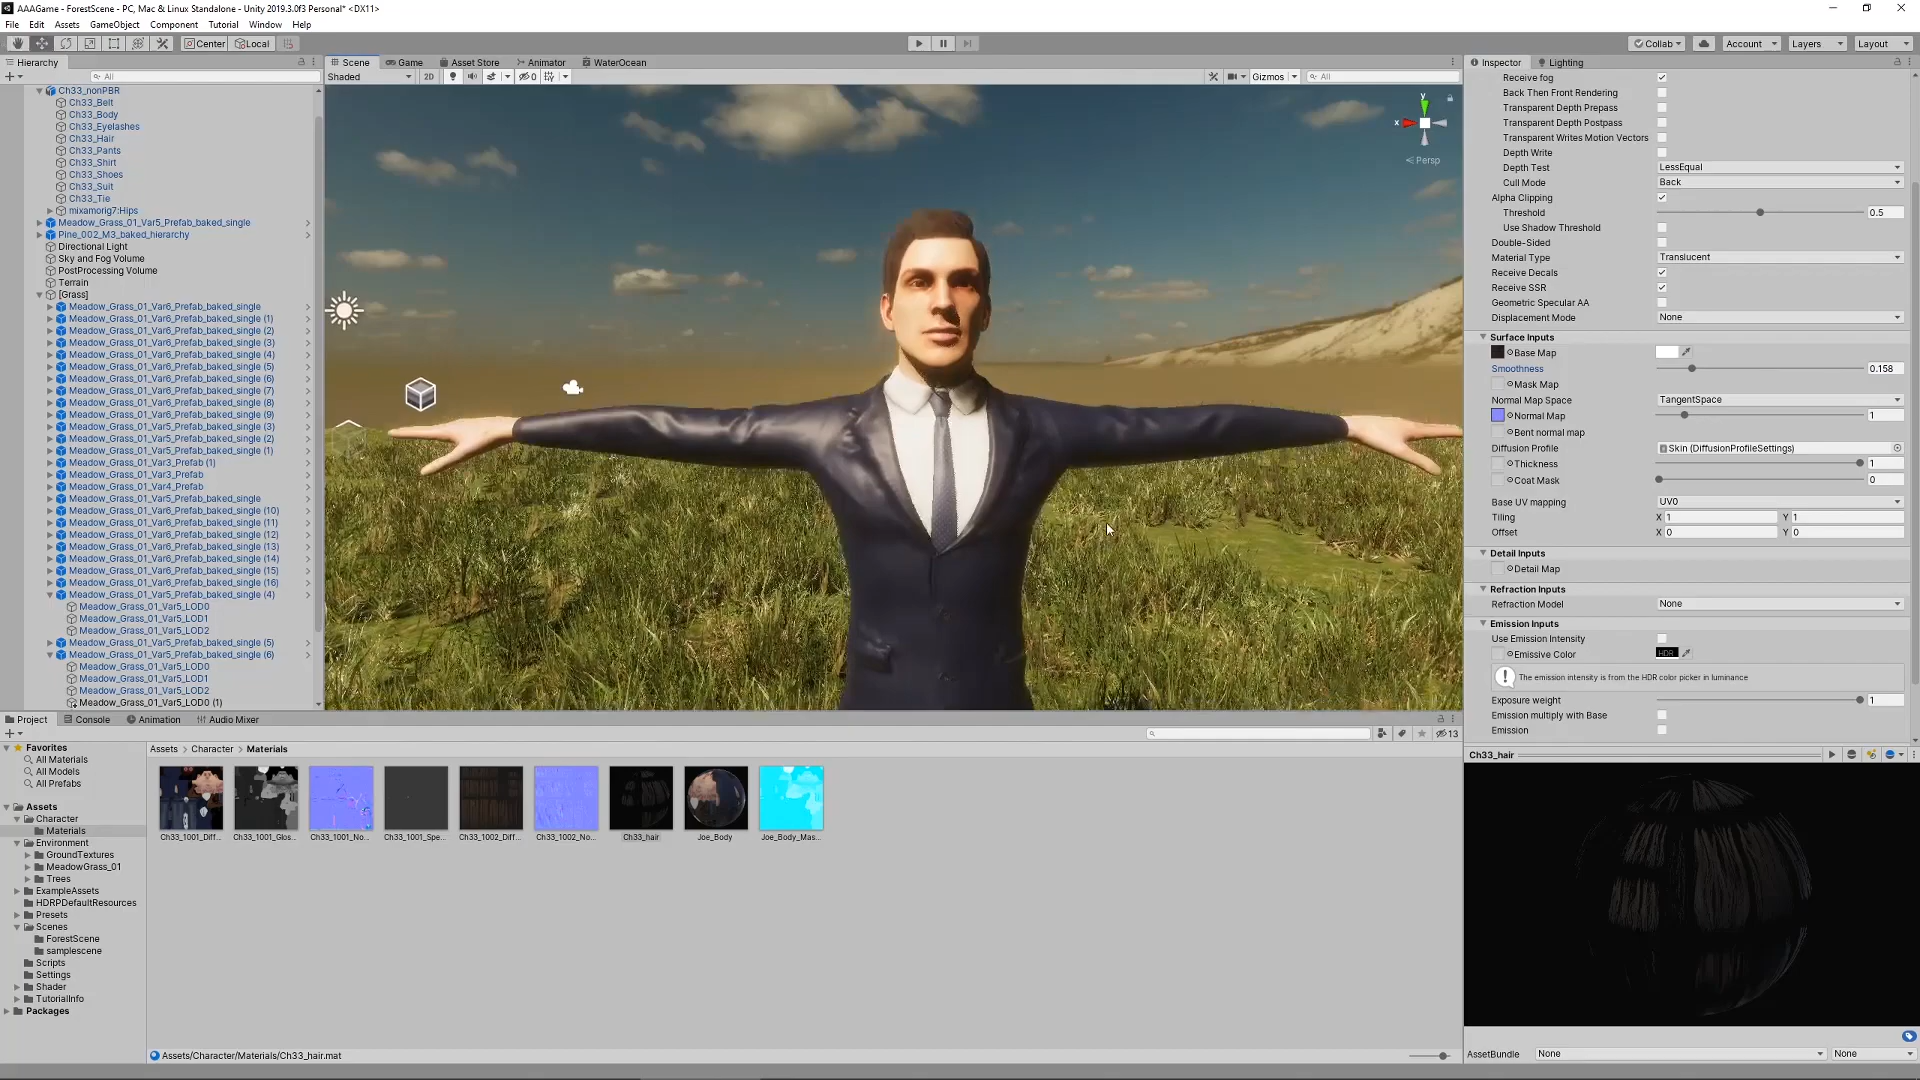 AAAGame - ForestScene - PC, Mac & Linux Standalone - Unity 2019.3.0f3 Personal* <DX11>
File Edit Assets GameObject Component Tutorial Window Help
Center Local Collab Account Layers Layout
Hierarchy
All
Ch33_nonPBR
Ch33_Belt
Ch33_Body
Ch33_Eyelashes
Ch33_Hair
Ch33_Pants
Ch33_Shirt
Ch33_Shoes
Ch33_Suit
Ch33_Tie
mixamorig7:Hips
Meadow_Grass_01_Var5_Prefab_baked_single
Pine_002_M3_baked_hierarchy
Directional Light
Sky and Fog Volume
PostProcessing Volume
Terrain
[Grass]
Meadow_Grass_01_Var6_Prefab_baked_single
Meadow_Grass_01_Var6_Prefab_baked_single (1)
Meadow_Grass_01_Var6_Prefab_baked_single (2)
Meadow_Grass_01_Var6_Prefab_baked_single (3)
Meadow_Grass_01_Var6_Prefab_baked_single (4)
Meadow_Grass_01_Var6_Prefab_baked_single (5)
Meadow_Grass_01_Var6_Prefab_baked_single (6)
Meadow_Grass_01_Var6_Prefab_baked_single (7)
Meadow_Grass_01_Var6_Prefab_baked_single (8)
Meadow_Grass_01_Var6_Prefab_baked_single (9)
Meadow_Grass_01_Var5_Prefab_baked_single (3)
Meadow_Grass_01_Var5_Prefab_baked_single (2)
Meadow_Grass_01_Var5_Prefab_baked_single (1)
Meadow_Grass_01_Var3_Prefab (1)
Meadow_Grass_01_Var3_Prefab
Meadow_Grass_01_Var4_Prefab
Meadow_Grass_01_Var5_Prefab_baked_single
Meadow_Grass_01_Var6_Prefab_baked_single (10)
Meadow_Grass_01_Var6_Prefab_baked_single (11)
Meadow_Grass_01_Var6_Prefab_baked_single (12)
Meadow_Grass_01_Var6_Prefab_baked_single (13)
Meadow_Grass_01_Var6_Prefab_baked_single (14)
Meadow_Grass_01_Var6_Prefab_baked_single (15)
Meadow_Grass_01_Var6_Prefab_baked_single (16)
Meadow_Grass_01_Var5_Prefab_baked_single (4)
Meadow_Grass_01_Var5_LOD0
Meadow_Grass_01_Var5_LOD1
Meadow_Grass_01_Var5_LOD2
Meadow_Grass_01_Var5_Prefab_baked_single (5)
Meadow_Grass_01_Var5_Prefab_baked_single (6)
Meadow_Grass_01_Var5_LOD0
Meadow_Grass_01_Var5_LOD1
Meadow_Grass_01_Var5_LOD2
Meadow_Grass_01_Var5_LOD0 (1)
Scene Game Asset Store Animator WaterOcean
Shaded 2D 0 Gizmos All
y
x
Persp
Inspector Lighting
Receive fog
Back Then Front Rendering
Transparent Depth Prepass
Transparent Depth Postpass
Transparent Writes Motion Vectors
Depth Write
Depth Test LessEqual
Cull Mode Back
Alpha Clipping
Threshold 0.5
Use Shadow Threshold
Double-Sided
Material Type Translucent
Receive Decals
Receive SSR
Geometric Specular AA
Displacement Mode None
Surface Inputs
Base Map
Smoothness 0.158
Mask Map
Normal Map Space TangentSpace
Normal Map 1
Bent normal map
Diffusion Profile Skin (DiffusionProfileSettings)
Thickness 1
Coat Mask 0
Base UV mapping UV0
Tiling X 1 Y 1
Offset X 0 Y 0
Detail Inputs
Detail Map
Refraction Inputs
Refraction Model None
Emission Inputs
Use Emission Intensity
Emissive Color HDR
The emission intensity is from the HDR color picker in luminance
Exposure weight 1
Emission multiply with Base
Emission
Ch33_hair
AssetBundle None None
Project Console Animation Audio Mixer
13
Favorites
All Materials
All Models
All Prefabs
Assets
Character
Materials
Environment
GroundTextures
MeadowGrass_01
Trees
ExampleAssets
HDRPDefaultResources
Presets
Scenes
ForestScene
samplescene
Scripts
Settings
Shader
TutorialInfo
Packages
Assets > Character > Materials
Ch33_1001_Diff... Ch33_1001_Glos... Ch33_1001_No... Ch33_1001_Spe... Ch33_1002_Diff... Ch33_1002_No... Ch33_hair Joe_Body Joe_Body_Mas...
Assets/Character/Materials/Ch33_hair.mat